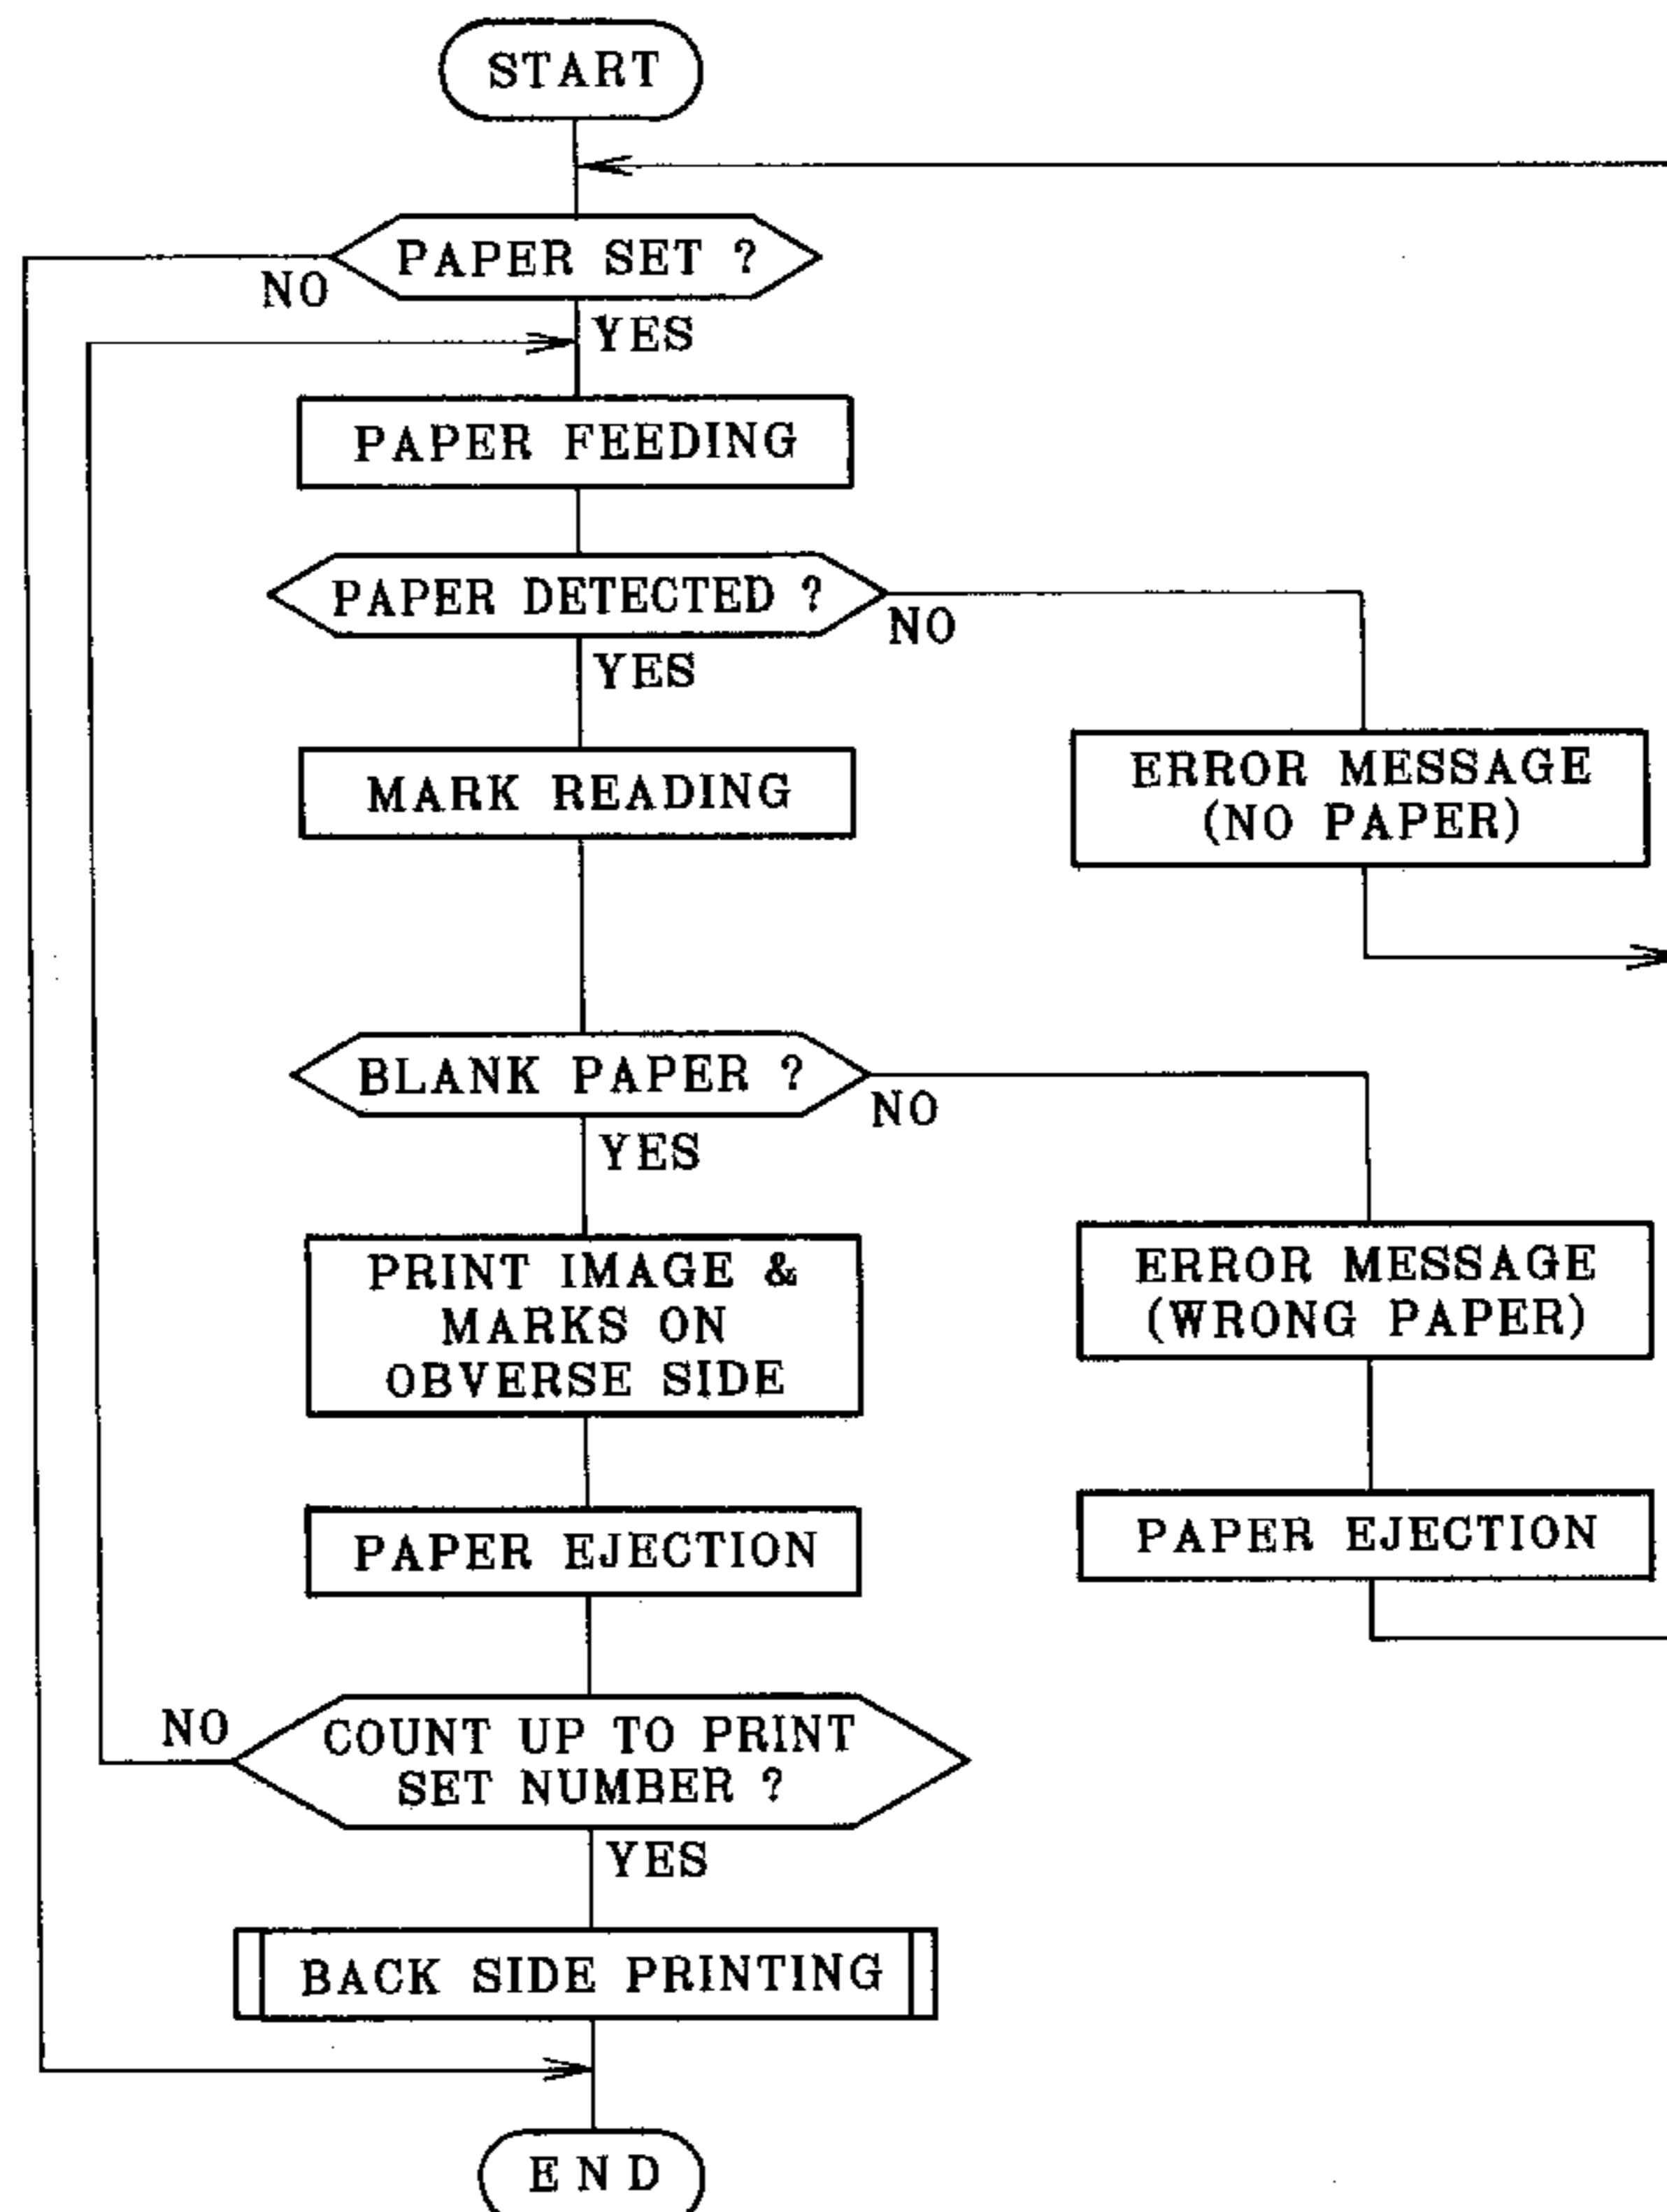 START
PAPER SET ?
NO
YES
PAPER FEEDING
PAPER DETECTED ?
NO
YES
MARK READING
ERROR MESSAGE
(NO PAPER)
BLANK PAPER ?
NO
YES
PRINT IMAGE &
MARKS ON
OBVERSE SIDE
ERROR MESSAGE
(WRONG PAPER)
PAPER EJECTION
PAPER EJECTION
NO
COUNT UP TO PRINT
SET NUMBER ?
YES
BACK SIDE PRINTING
END